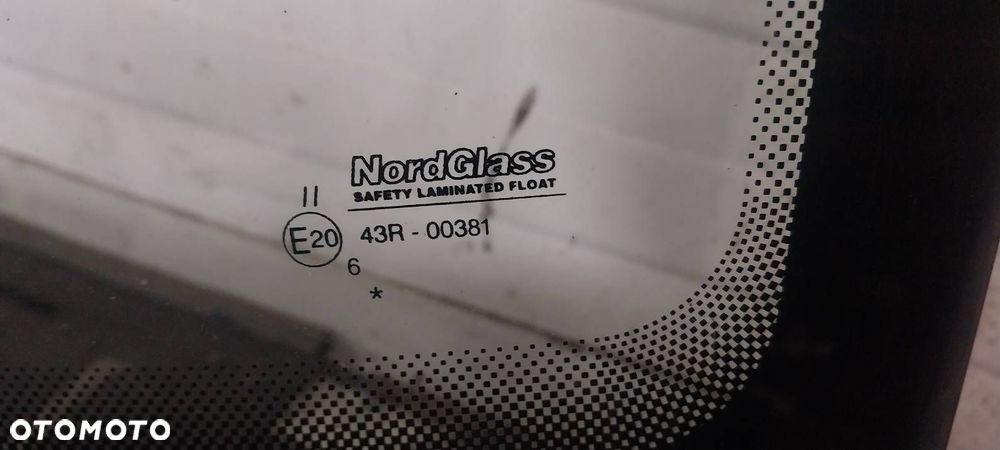 NordGlass
SAFETY LAMINATED FLOAT
II
E20 43R - 00381
6
*
OTOMOTO